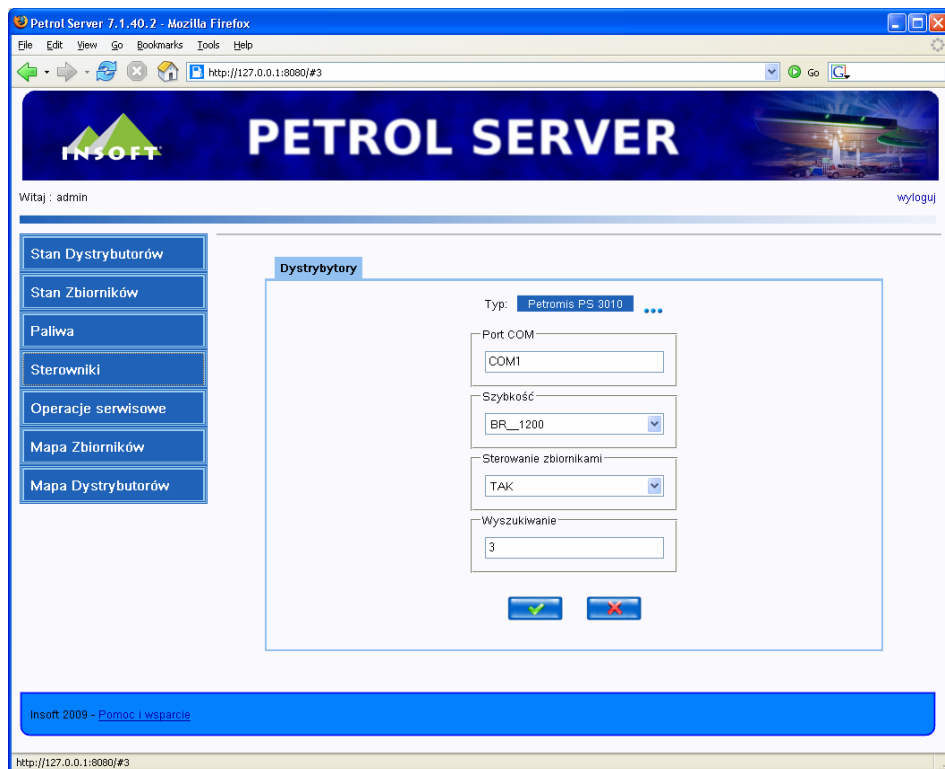 Petrol Server 7.1.40.2 - Mozilla Firefox
File Edit View Go Bookmarks Tools Help
http://127.0.0.1:8080/#3 Go G
INSOFT PETROL SERVER
Witaj : admin wyloguj
Stan Dystrybutorów
Stan Zbiorników
Paliwa
Sterowniki
Operacje serwisowe
Mapa Zbiorników
Mapa Dystrybutorów
Dystrybytory
Typ: Petromis PS 3010 ...
Port COM
COM1
Szybkość
BR__1200
Sterowanie zbiornikami
TAK
Wyszukiwanie
3
Insoft 2009 - Pomoc i wsparcie
http://127.0.0.1:8080/#3